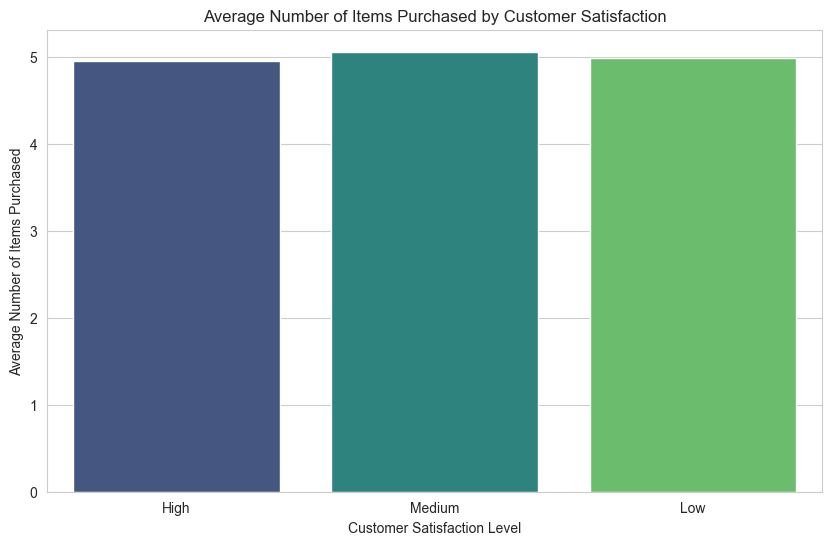 Average Number of Items Purchased by Customer Satisfaction
Average Number of Items Purchased
5
4
3
2
1
0
High Medium Low
Customer Satisfaction Level